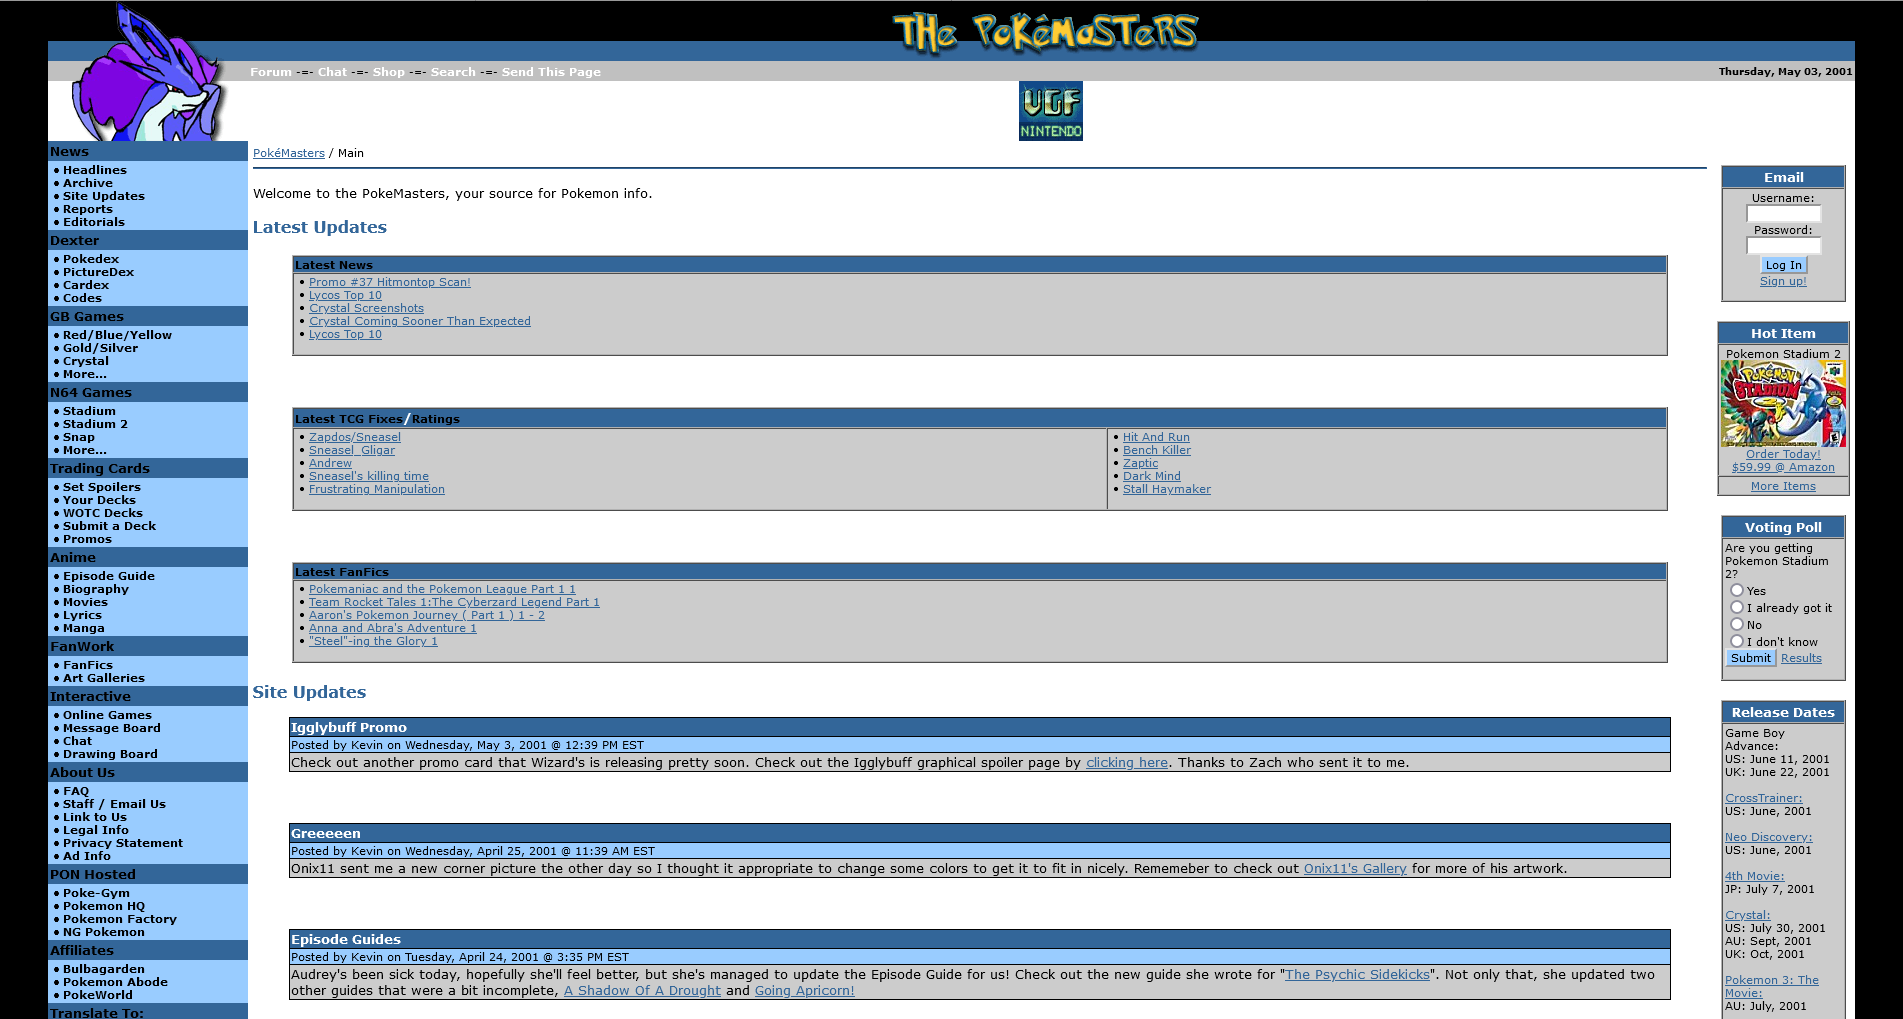 THe PoKéMaSTeRS
Forum -=- Chat -=- Shop -=- Search -=- Send This Page
Thursday, May 03, 2001
VGF
NINTENDO
News
• Headlines
• Archive
• Site Updates
• Reports
• Editorials
Dexter
• Pokedex
• PictureDex
• Cardex
• Codes
GB Games
• Red/Blue/Yellow
• Gold/Silver
• Crystal
• More...
N64 Games
• Stadium
• Stadium 2
• Snap
• More...
Trading Cards
• Set Spoilers
• Your Decks
• WOTC Decks
• Submit a Deck
• Promos
Anime
• Episode Guide
• Biography
• Movies
• Lyrics
• Manga
FanWork
• FanFics
• Art Galleries
Interactive
• Online Games
• Message Board
• Chat
• Drawing Board
About Us
• FAQ
• Staff / Email Us
• Link to Us
• Legal Info
• Privacy Statement
• Ad Info
PON Hosted
• Poke-Gym
• Pokemon HQ
• Pokemon Factory
• NG Pokemon
Affiliates
• Bulbagarden
• Pokemon Abode
• PokeWorld
Translate To:
PokéMasters / Main
Welcome to the PokeMasters, your source for Pokemon info.
Latest Updates
Latest News
• Promo #37 Hitmontop Scan!
• Lycos Top 10
• Crystal Screenshots
• Crystal Coming Sooner Than Expected
• Lycos Top 10
Latest TCG Fixes/Ratings
• Zapdos/Sneasel
• Sneasel_Gligar
• Andrew
• Sneasel's killing time
• Frustrating Manipulation
• Hit And Run
• Bench Killer
• Zaptic
• Dark Mind
• Stall Haymaker
Latest FanFics
• Pokemaniac and the Pokemon League Part 1 1
• Team Rocket Tales 1:The Cyberzard Legend Part 1
• Aaron's Pokemon Journey ( Part 1 ) 1 - 2
• Anna and Abra's Adventure 1
• "Steel"-ing the Glory 1
Site Updates
Igglybuff Promo
Posted by Kevin on Wednesday, May 3, 2001 @ 12:39 PM EST
Check out another promo card that Wizard's is releasing pretty soon. Check out the Igglybuff graphical spoiler page by clicking here. Thanks to Zach who sent it to me.
Greeeeen
Posted by Kevin on Wednesday, April 25, 2001 @ 11:39 AM EST
Onix11 sent me a new corner picture the other day so I thought it appropriate to change some colors to get it to fit in nicely. Rememeber to check out Onix11's Gallery for more of his artwork.
Episode Guides
Posted by Kevin on Tuesday, April 24, 2001 @ 3:35 PM EST
Audrey's been sick today, hopefully she'll feel better, but she's managed to update the Episode Guide for us! Check out the new guide she wrote for "The Psychic Sidekicks". Not only that, she updated two
other guides that were a bit incomplete, A Shadow Of A Drought and Going Apricorn!
Email
Username:
Password:
Log In
Sign up!
Hot Item
Pokemon Stadium 2
POKéMON
STADIUM
2
Order Today!
$59.99 @ Amazon
More Items
Voting Poll
Are you getting
Pokemon Stadium
2?
Yes
I already got it
No
I don't know
Submit Results
Release Dates
Game Boy
Advance:
US: June 11, 2001
UK: June 22, 2001
CrossTrainer:
US: June, 2001
Neo Discovery:
US: June, 2001
4th Movie:
JP: July 7, 2001
Crystal:
US: July 30, 2001
AU: Sept, 2001
UK: Oct, 2001
Pokemon 3: The
Movie:
AU: July, 2001